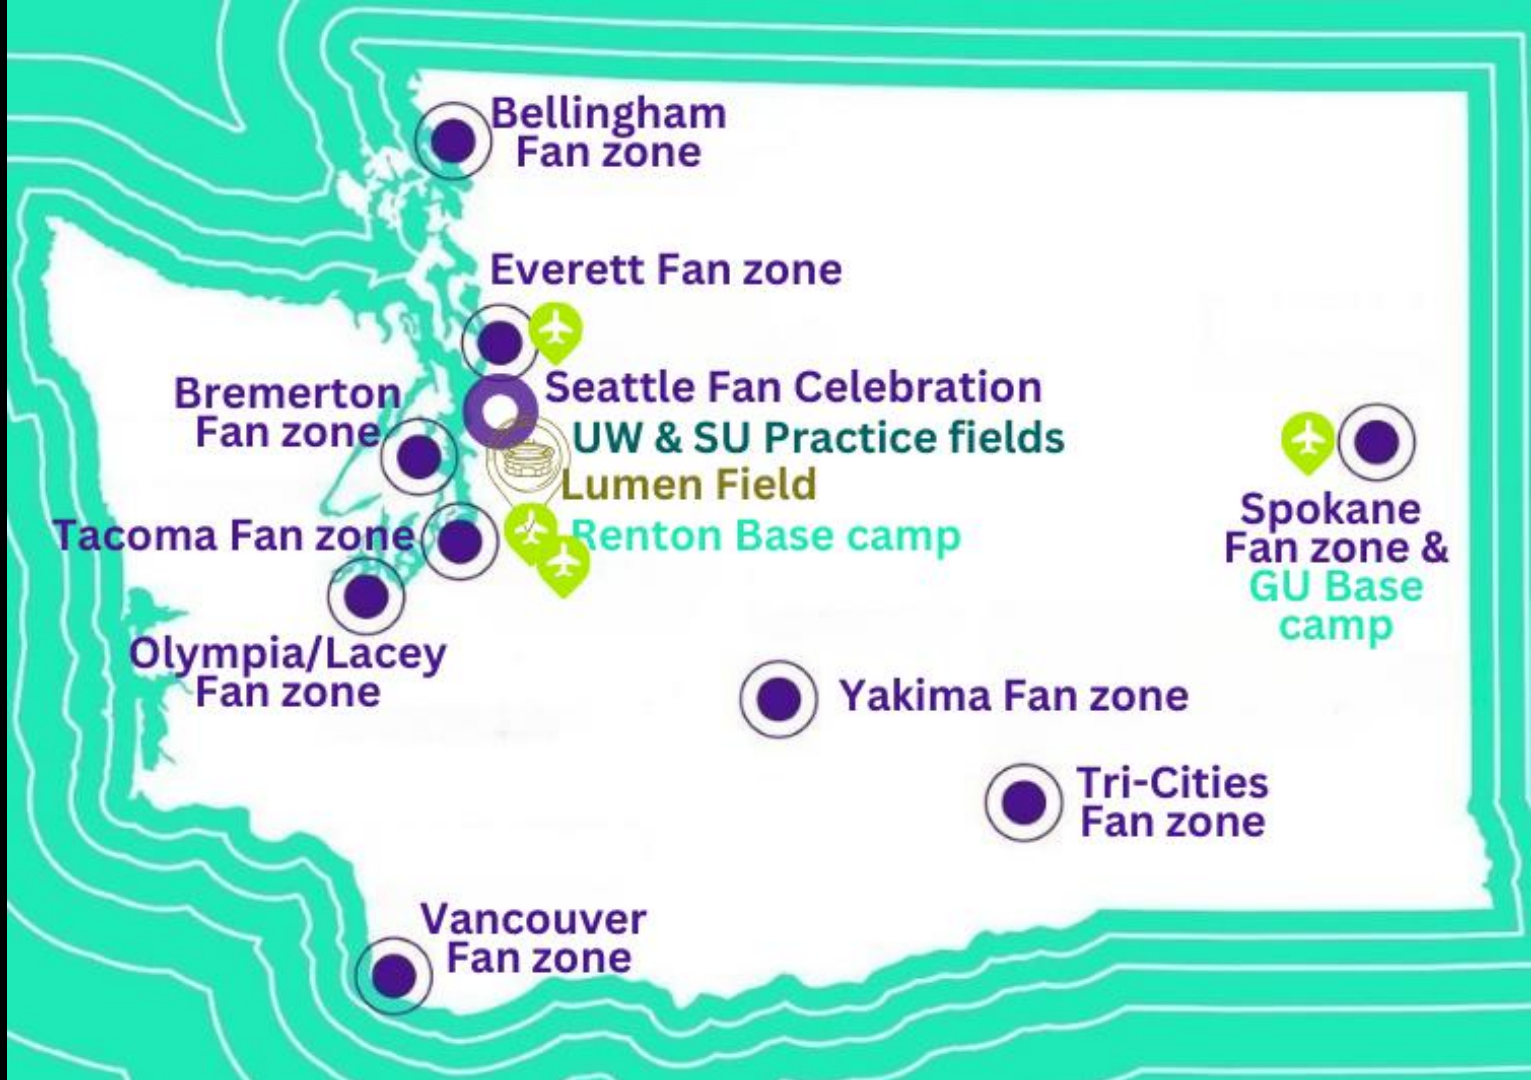 Bellingham
Fan zone
Everett Fan zone
Bremerton
Fan zone
Seattle Fan Celebration
UW & SU Practice fields
Lumen Field
Tacoma Fan zone
Renton Base camp
Spokane
Fan zone &
GU Base
camp
Olympia/Lacey
Fan zone
Yakima Fan zone
Tri-Cities
Fan zone
Vancouver
Fan zone